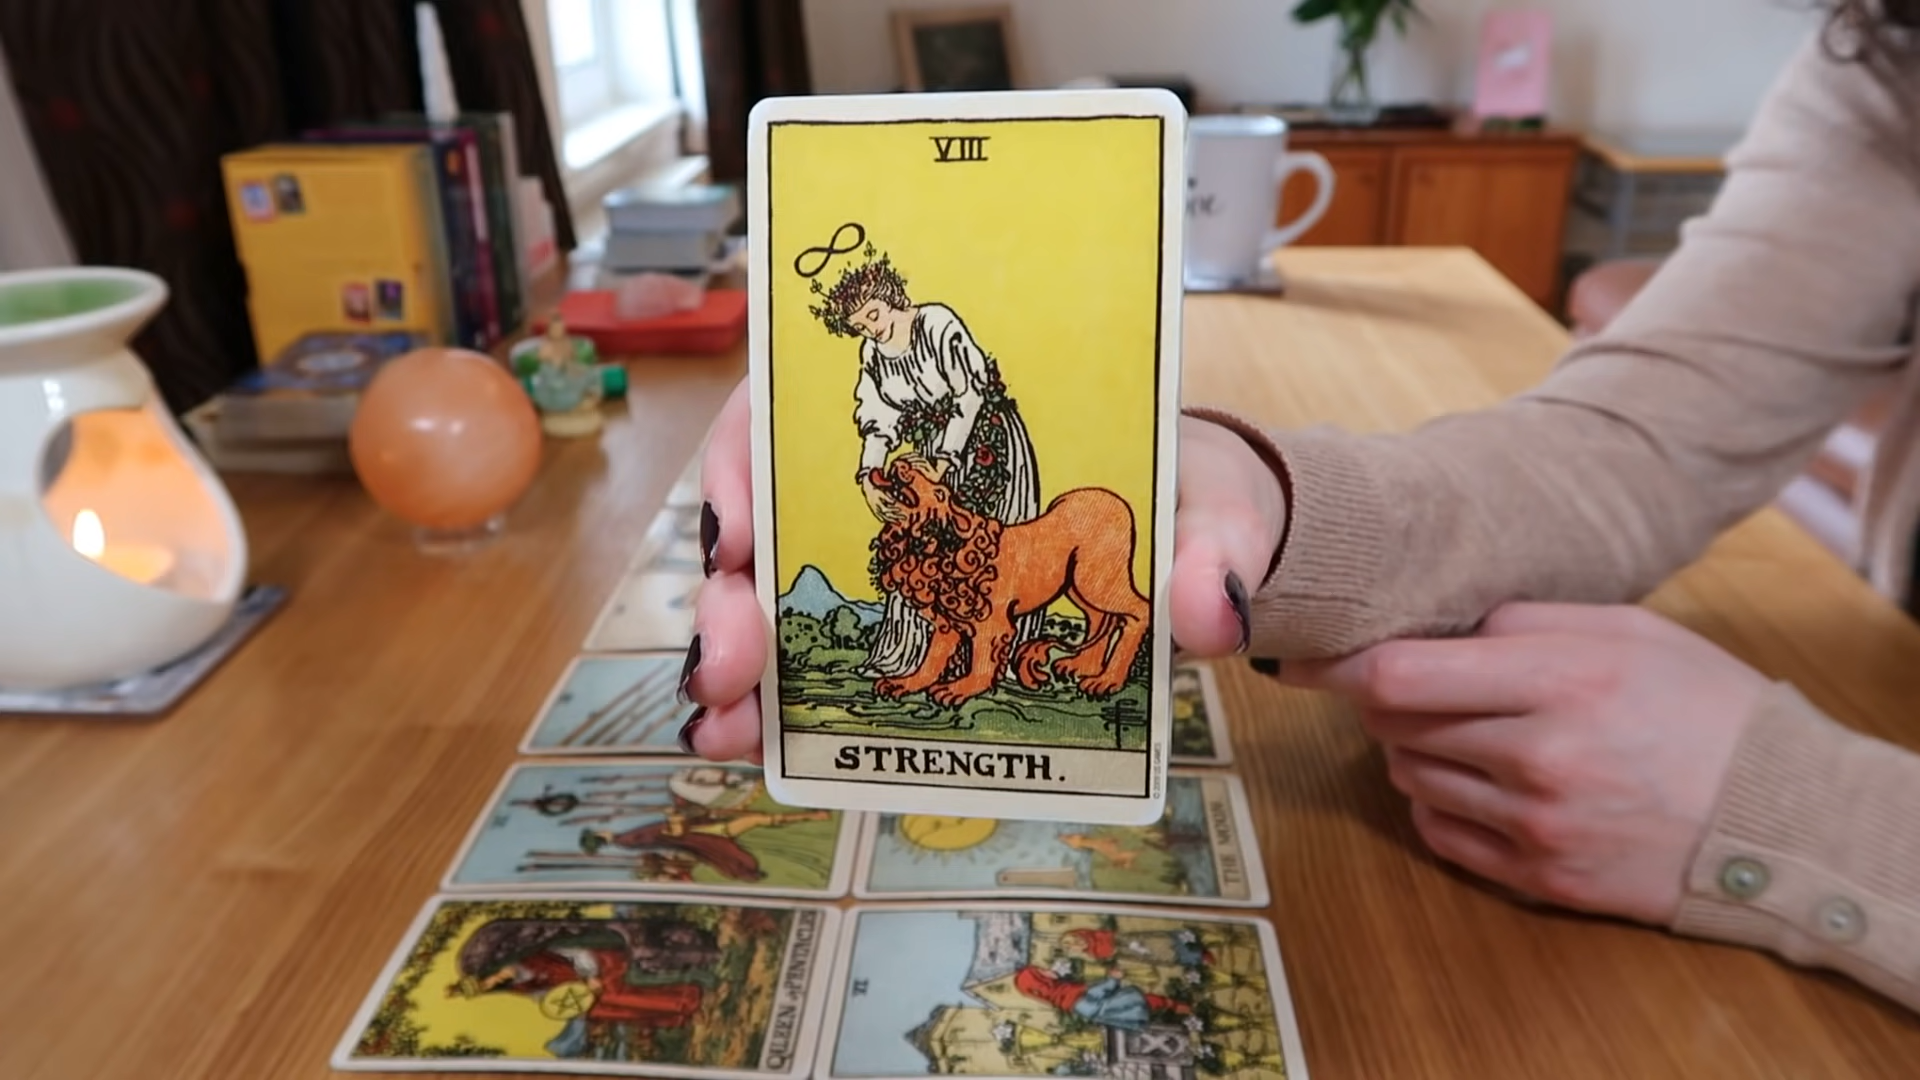 VIII
STRENGTH.
THE MOON
QUEEN of PENTACLES